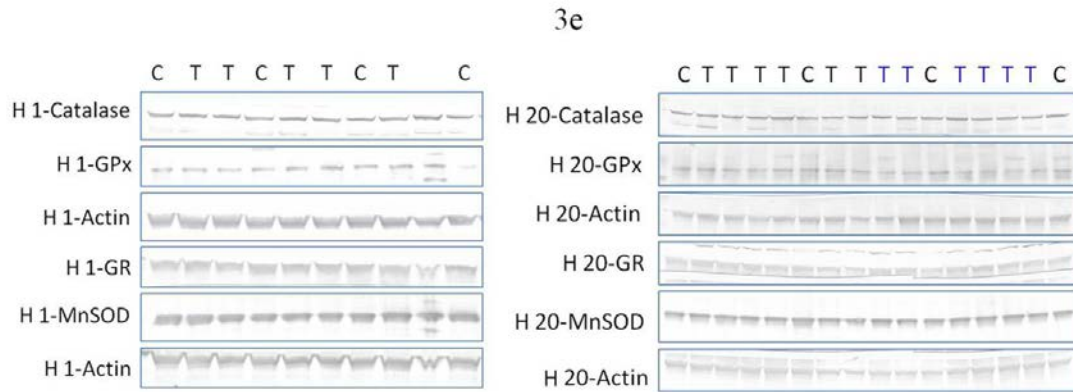 3e
C T T C T T C T C
H 1-Catalase
H 1-GPx
H 1-Actin
H 1-GR
H 1-MnSOD
H 1-Actin
C T T T T C T T T T C T T T T C
H 20-Catalase
H 20-GPx
H 20-Actin
H 20-GR
H 20-MnSOD
H 20-Actin